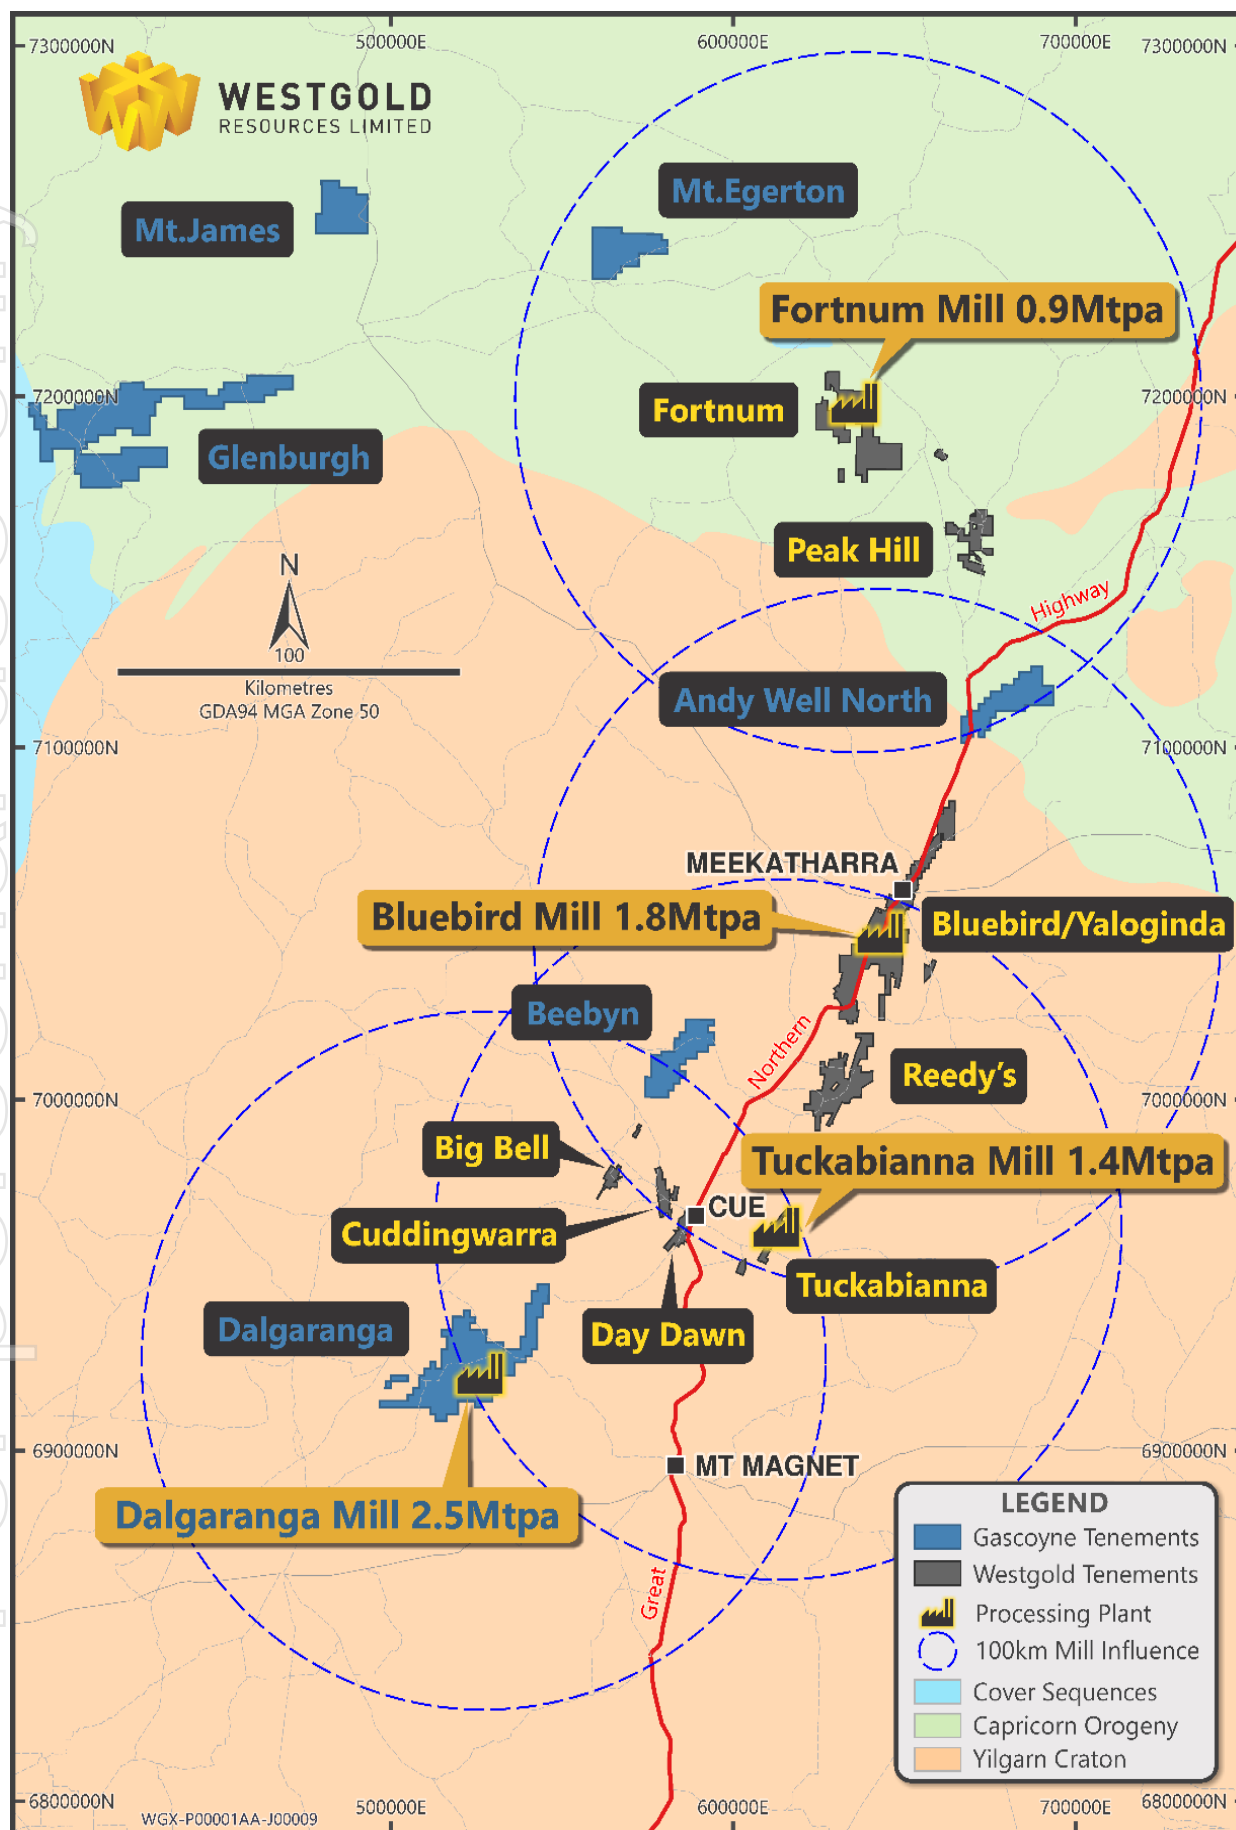 500000E
600000E
700000E
7300000N
7300000N
WESTGOLD
RESOURCES LIMITED
Mt.James
Mt.Egerton
Fortnum Mill 0.9Mtpa
7200000N
7200000N
Fortnum
Glenburgh
Peak Hill
N
100
Kilometres
GDA94 MGA Zone 50
Highway
Andy Well North
7100000N
7100000N
MEEKATHARRA
Bluebird Mill 1.8Mtpa
Bluebird/Yaloginda
Beebyn
Northern
Reedy's
7000000N
7000000N
Big Bell
Tuckabianna Mill 1.4Mtpa
CUE
Cuddingwarra
Tuckabianna
Dalgaranga
Day Dawn
6900000N
6900000N
MT MAGNET
Dalgaranga Mill 2.5Mtpa
Great
LEGEND
Gascoyne Tenements
Westgold Tenements
Processing Plant
100km Mill Influence
Cover Sequences
Capricorn Orogeny
Yilgarn Craton
6800000N
6800000N
500000E
600000E
700000E
WGX-P00001AA-J00009